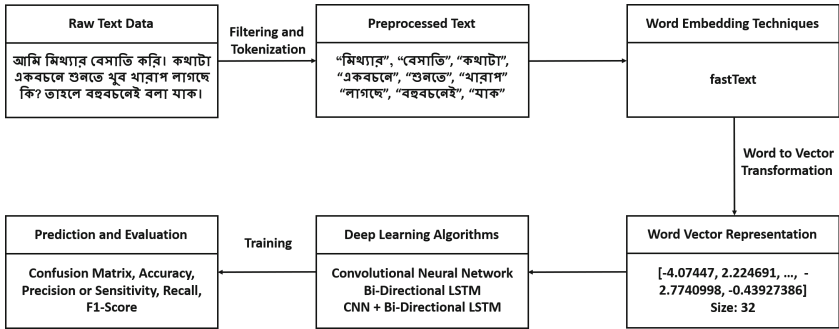 Raw Text Data
আমি মিথ্যার বেসাতি করি। কথাটা
একবচনে শুনতে খুব খারাপ লাগছে
কি? তাহলে বহুবচনেই বলা যাক।
Filtering and
Tokenization
Preprocessed Text
“মিথ্যার”, “বেসাতি”, “কথাটা”,
“একবচনে”, “শুনতে”, “খারাপ”
“লাগছে”, “বহুবচনেই”, “যাক”
Word Embedding Techniques
fastText
Word to Vector
Transformation
Word Vector Representation
[-4.07447, 2.224691, …, -
2.7740998, -0.43927386]
Size: 32
Deep Learning Algorithms
Convolutional Neural Network
Bi-Directional LSTM
CNN + Bi-Directional LSTM
Training
Prediction and Evaluation
Confusion Matrix, Accuracy,
Precision or Sensitivity, Recall,
F1-Score